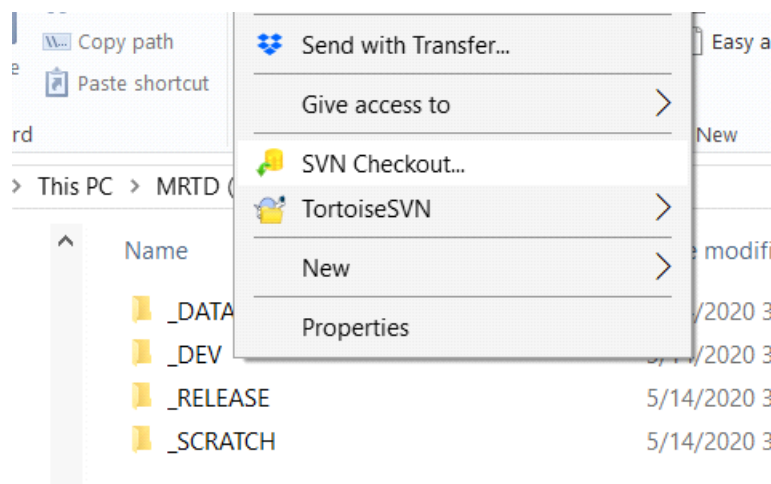 Copy path
Send with Transfer...
Easy a
Paste shortcut
Give access to
rd
New
SVN Checkout...
This PC > MRTD (
TortoiseSVN
Name
modifi
New
_DATA
/2020 3
Properties
_DEV
/2020 3
_RELEASE
5/14/2020 3
_SCRATCH
5/14/2020 3